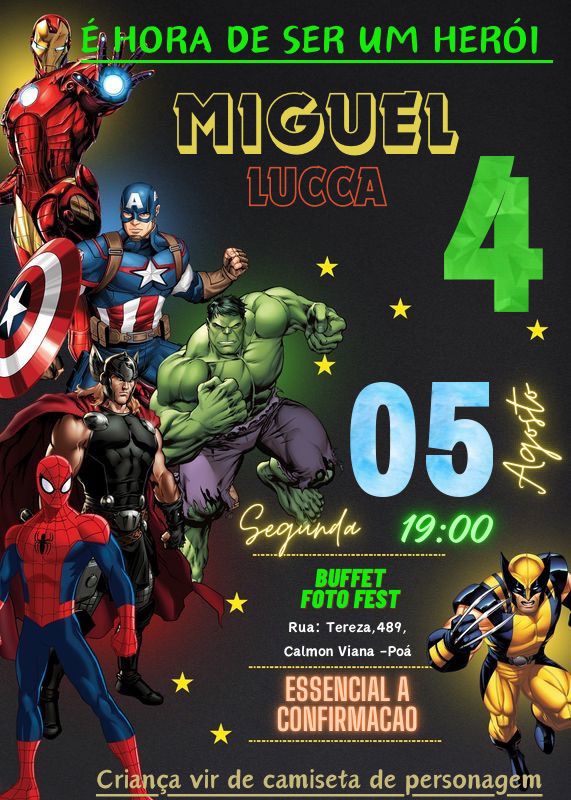 É HORA DE SER UM HERÓI
MIGUEL
LUCCA
4
05
Agosto
Segunda
19:00
BUFFET
FOTO FEST
Rua: Tereza,489,
Calmon Viana -Poá
ESSENCIAL A
CONFIRMACAO
Criança vir de camiseta de personagem